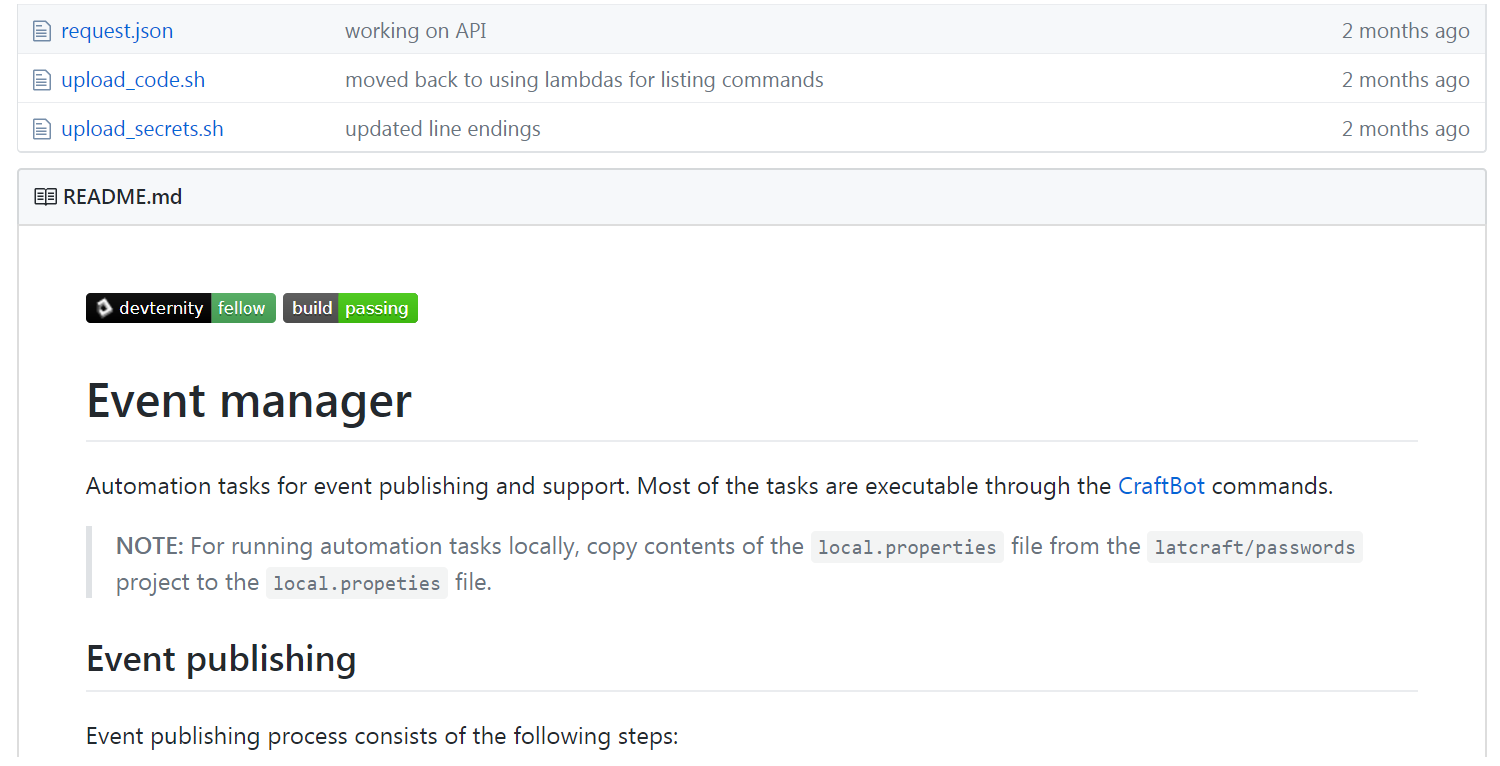 request.json working on API 2 months ago
upload_code.sh moved back to using lambdas for listing commands 2 months ago
upload_secrets.sh updated line endings 2 months ago
README.md
devternity fellow build passing
Event manager
Automation tasks for event publishing and support. Most of the tasks are executable through the CraftBot commands.
NOTE: For running automation tasks locally, copy contents of the local.properties file from the latcraft/passwords
project to the local.propeties file.
Event publishing
Event publishing process consists of the following steps: